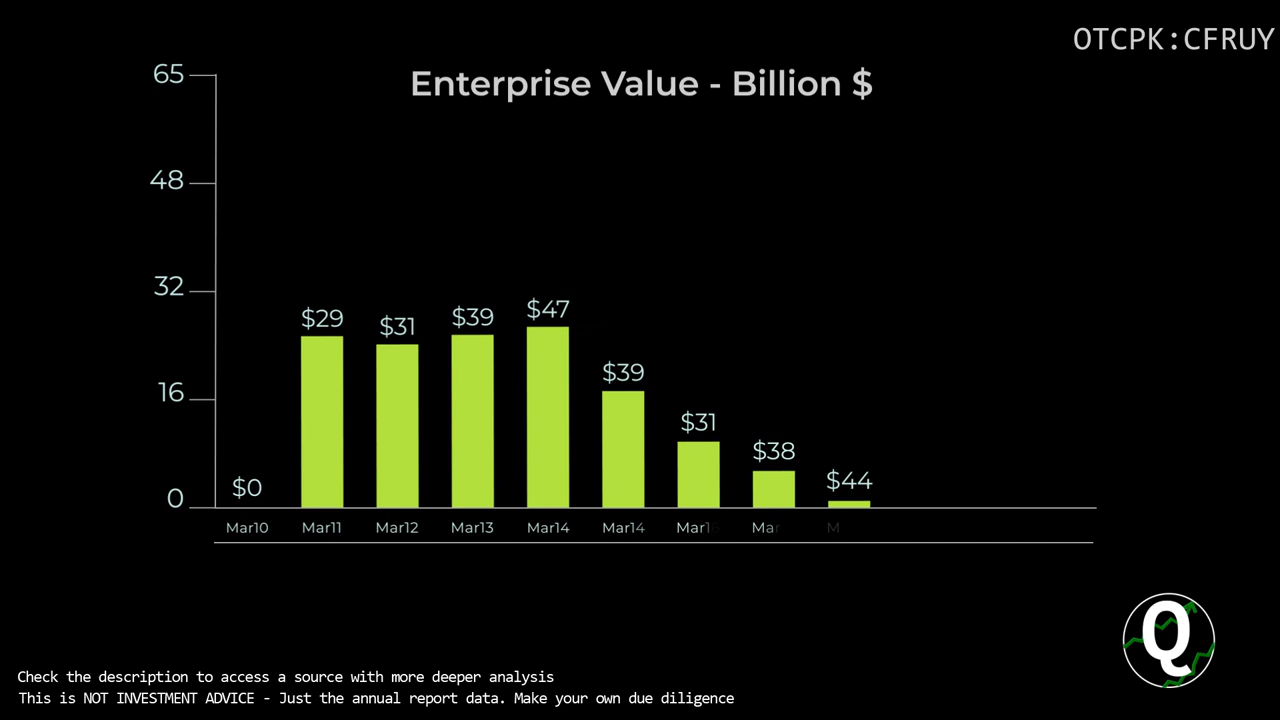 OTCPK:CFRUY
Enterprise Value - Billion $
65
48
32
16
0
$0
$29
$31
$39
$47
$39
$31
$38
$44
Mar10 Mar11 Mar12 Mar13 Mar14 Mar14 Mar1 Mar M
Q
Check the description to access a source with more deeper analysis
This is NOT INVESTMENT ADVICE - Just the annual report data. Make your own due diligence